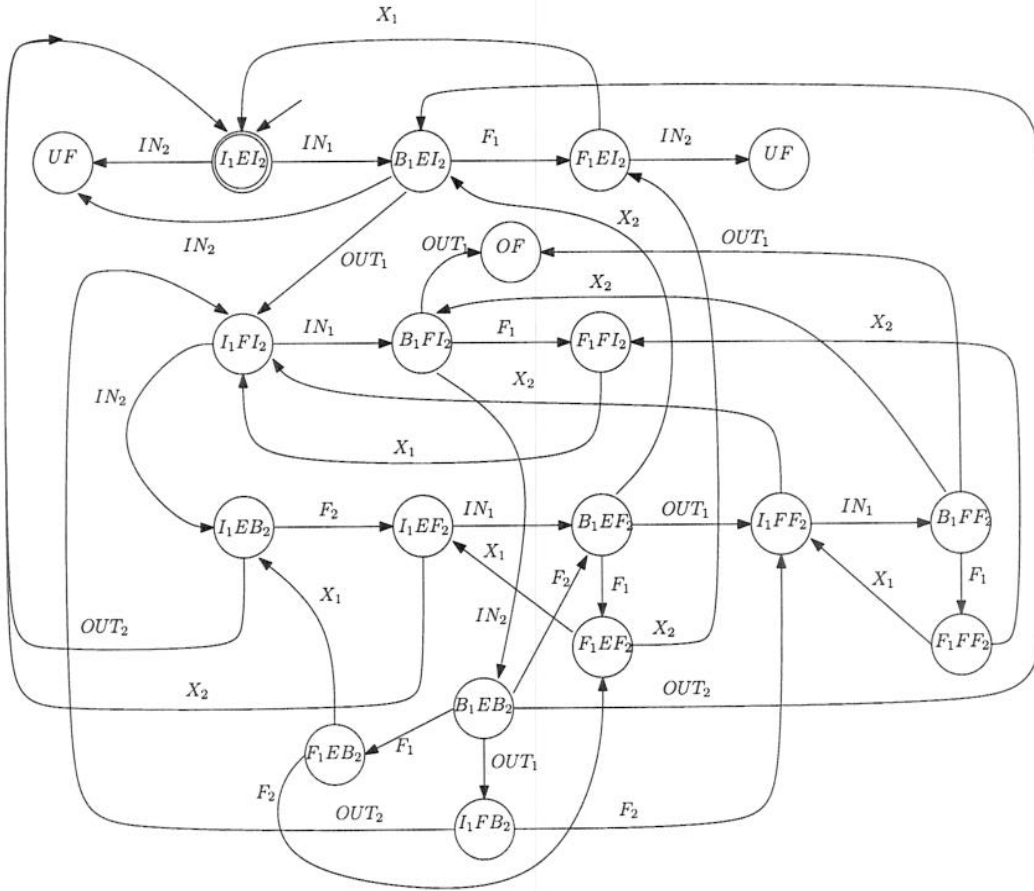 X₁
UF
IN₂
I₁EI₂
IN₁
B₁EI₂
F₁
F₁EI₂
IN₂
UF
IN₂
OUT₁
OUT₁
OF
X₂
OUT₁
X₂
I₁FI₂
IN₁
B₁FI₂
F₁
F₁FI₂
X₂
IN₂
X₂
X₁
I₁EB₂
F₂
I₁EF₂
IN₁
B₁EF₂
OUT₁
I₁FF₂
IN₁
B₁FF₂
X₁
X₁
F₂
F₁
X₁
F₁
OUT₂
IN₂
F₁EF₂
X₂
F₁FF₂
X₂
B₁EB₂
OUT₂
F₁EB₂
F₁
OUT₁
F₂
OUT₂
I₁FB₂
F₂